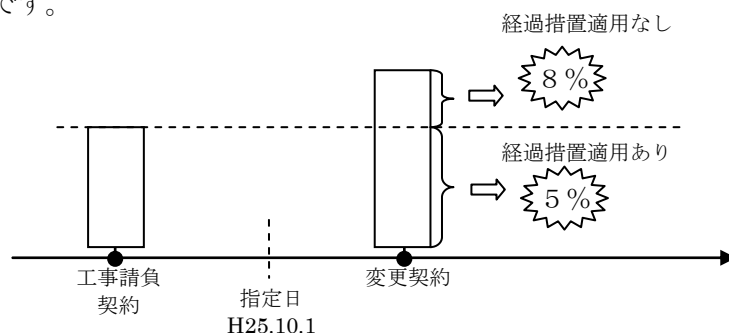 です。
経過措置適用なし
8%
経過措置適用あり
5%
工事請負
契約
指定日
H25.10.1
変更契約